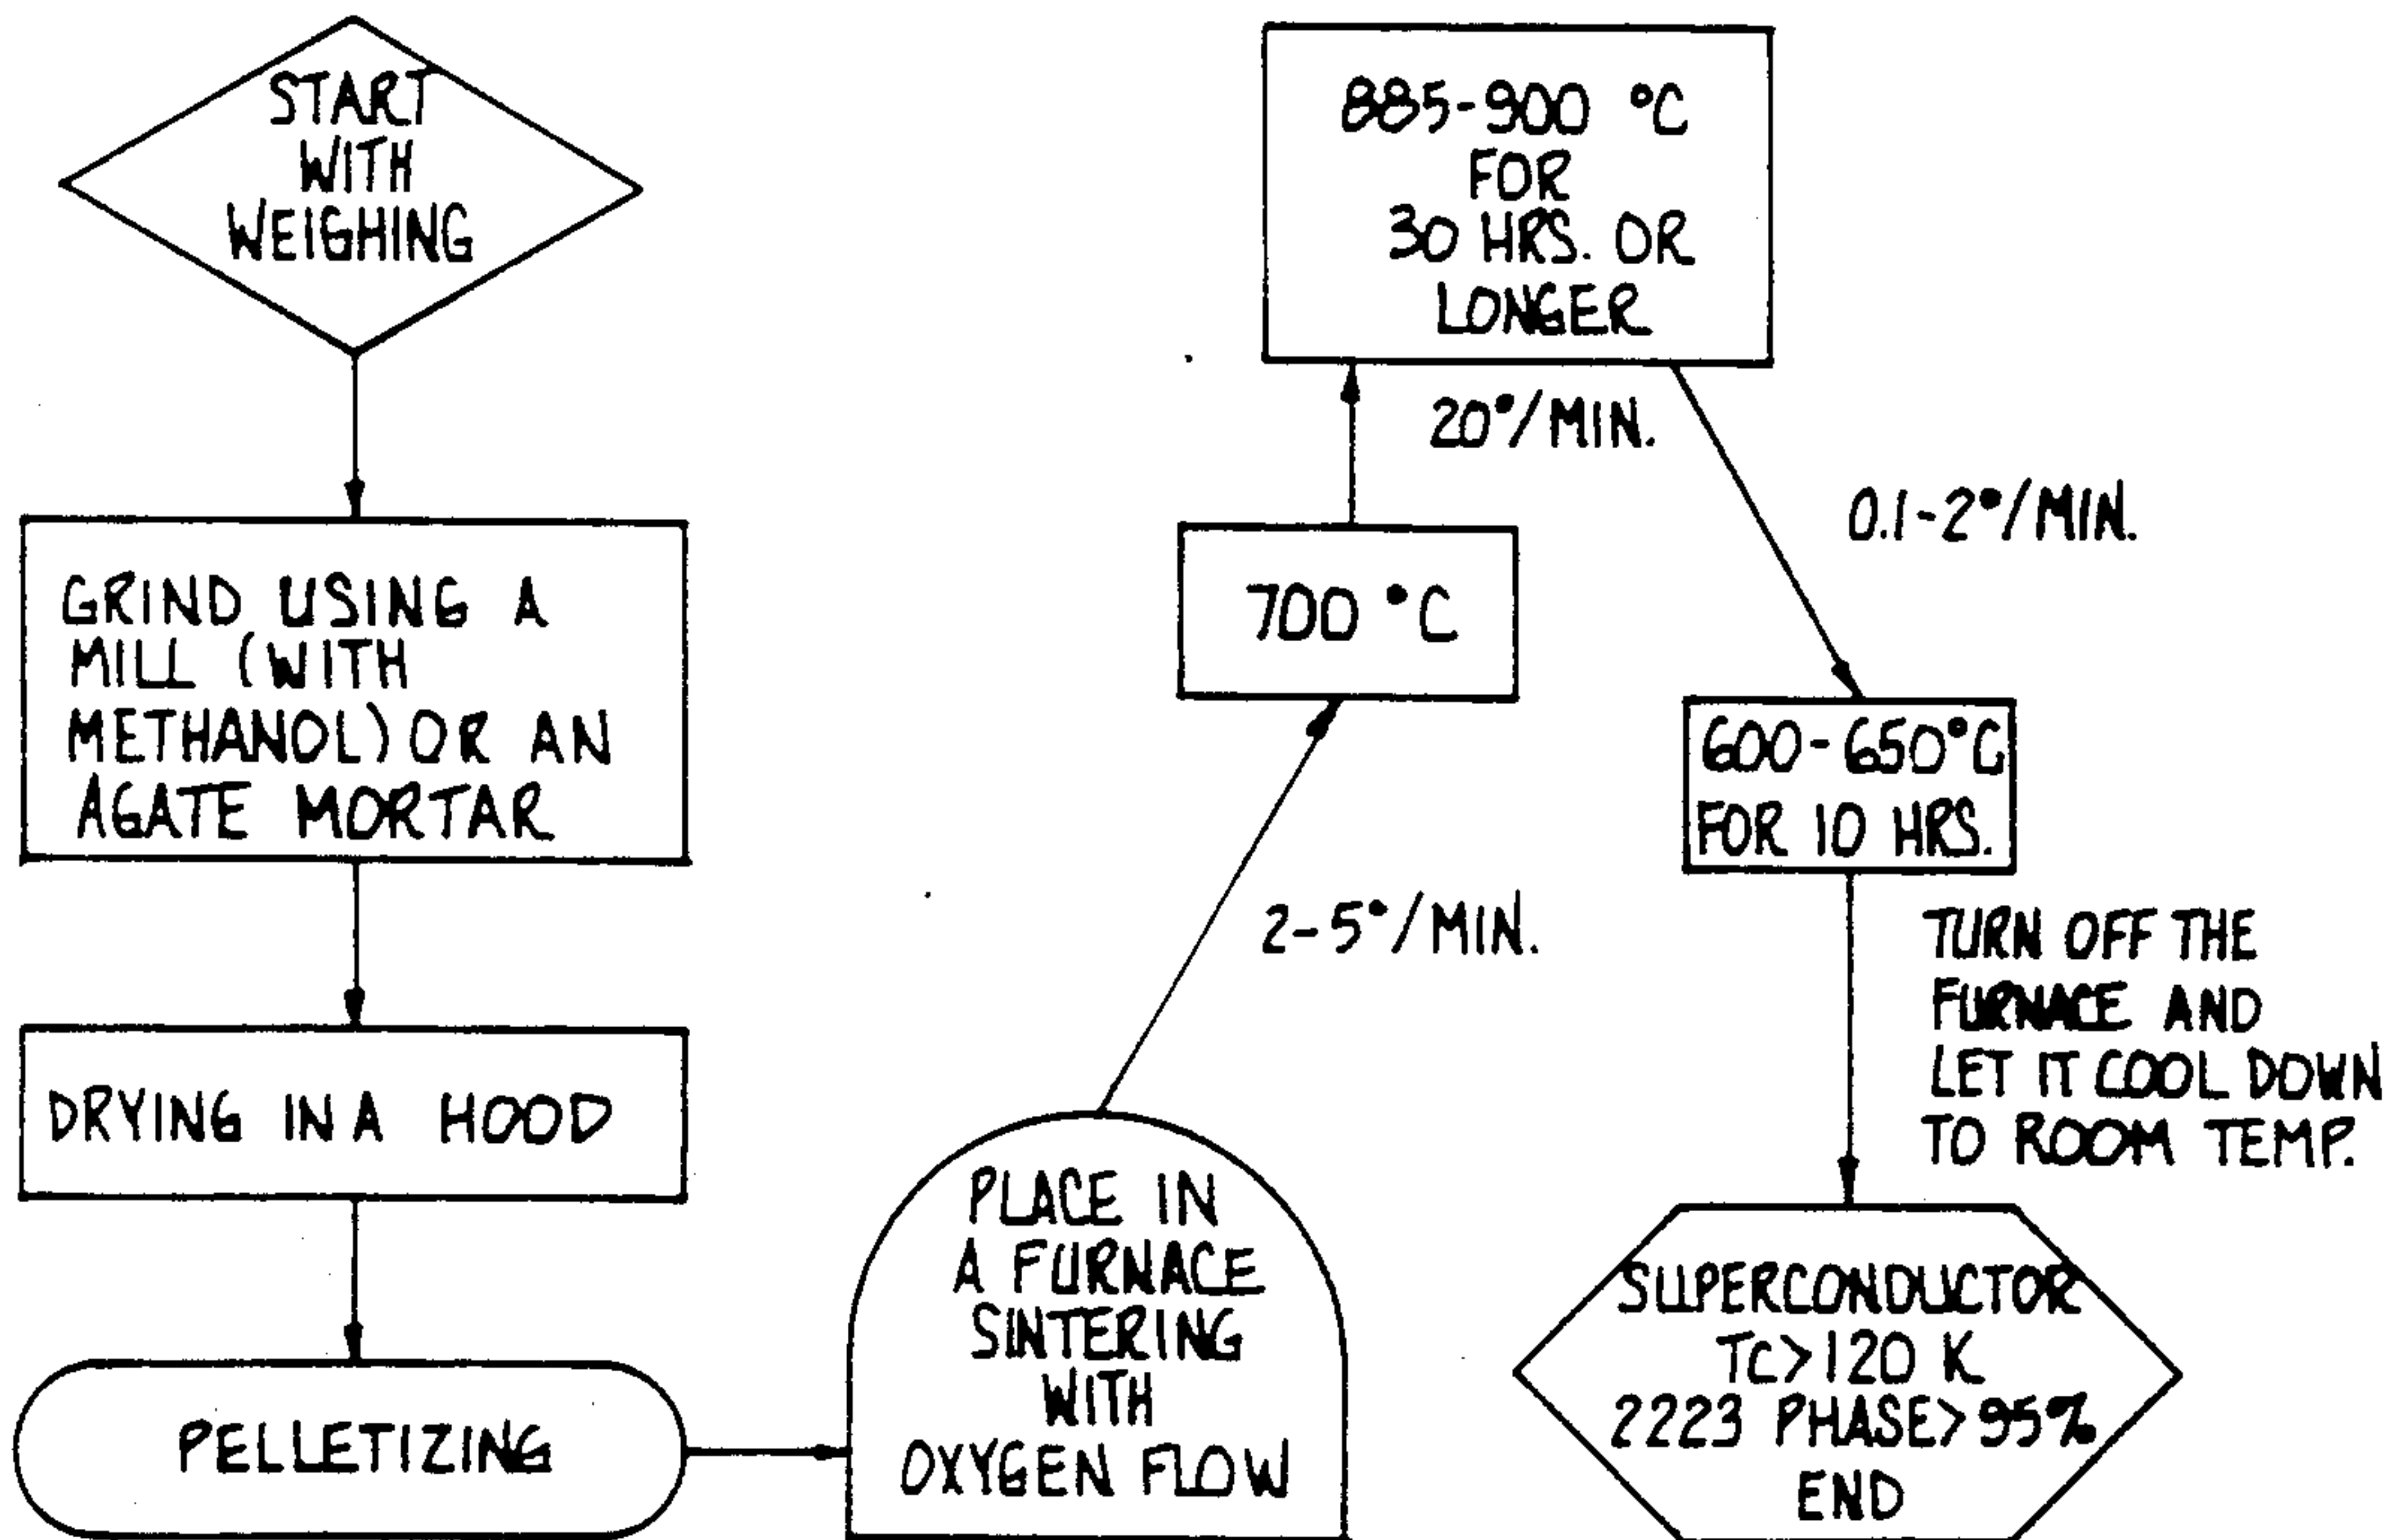 START
WITH
WEIGHING
GRIND USING A
MILL (WITH
METHANOL) OR AN
AGATE MORTAR
DRYING IN A HOOD
PELLETIZING
PLACE IN
A FURNACE
SINTERING
WITH
OXYGEN FLOW
2-5°/MIN.
700 °C
20°/MIN.
885-900 °C
FOR
30 HRS. OR
LONGER
0.1-2°/MIN.
600-650°C
FOR 10 HRS.
TURN OFF THE
FURNACE AND
LET IT COOL DOWN
TO ROOM TEMP.
SUPERCONDUCTOR
Tc>120 K
2223 PHASE>95%
END